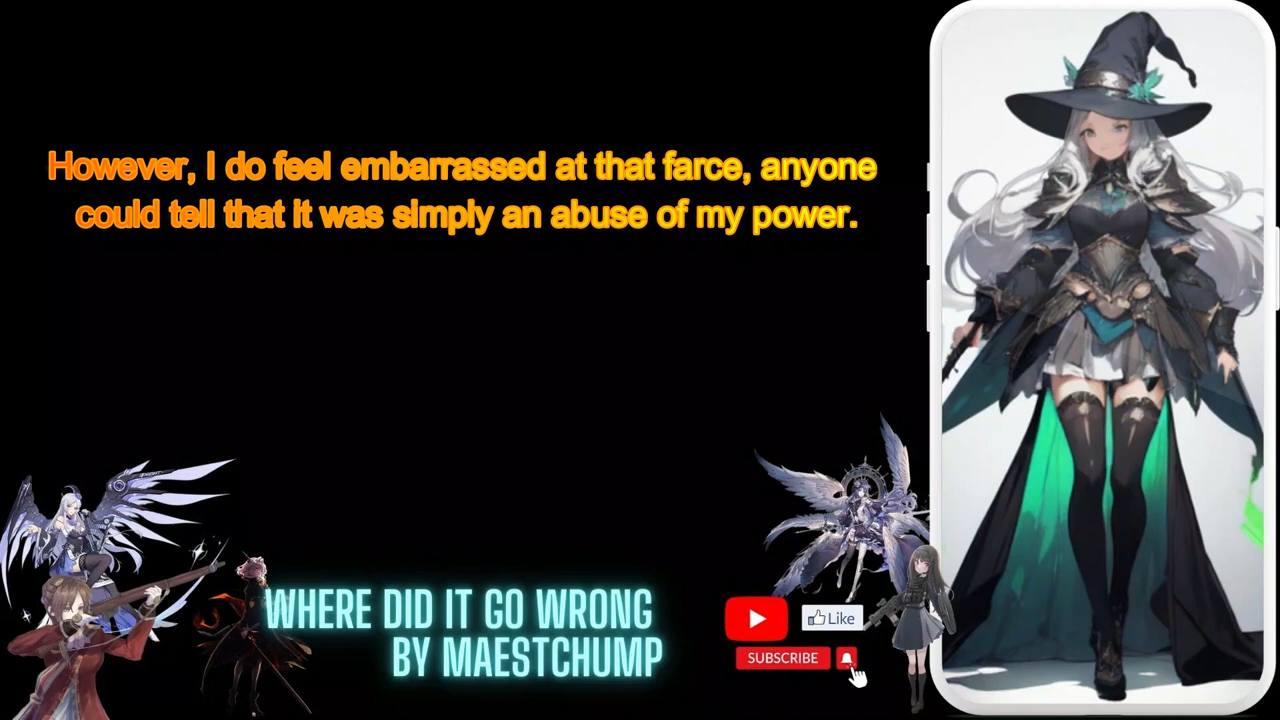 However, I do feel embarrassed at that farce, anyone
could tell that it was simply an abuse of my power.
WHERE DID IT GO WRONG
BY MAESTCHUMP
Like
SUBSCRIBE